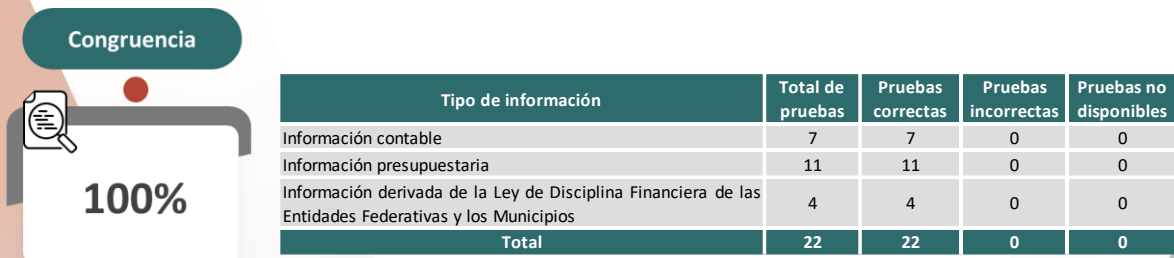 Congruencia
100%
Tipo de información Total de pruebas Pruebas correctas Pruebas incorrectas Pruebas no disponibles
Información contable 7 7 0 0
Información presupuestaria 11 11 0 0
Información derivada de la Ley de Disciplina Financiera de las
Entidades Federativas y los Municipios 4 4 0 0
Total 22 22 0 0